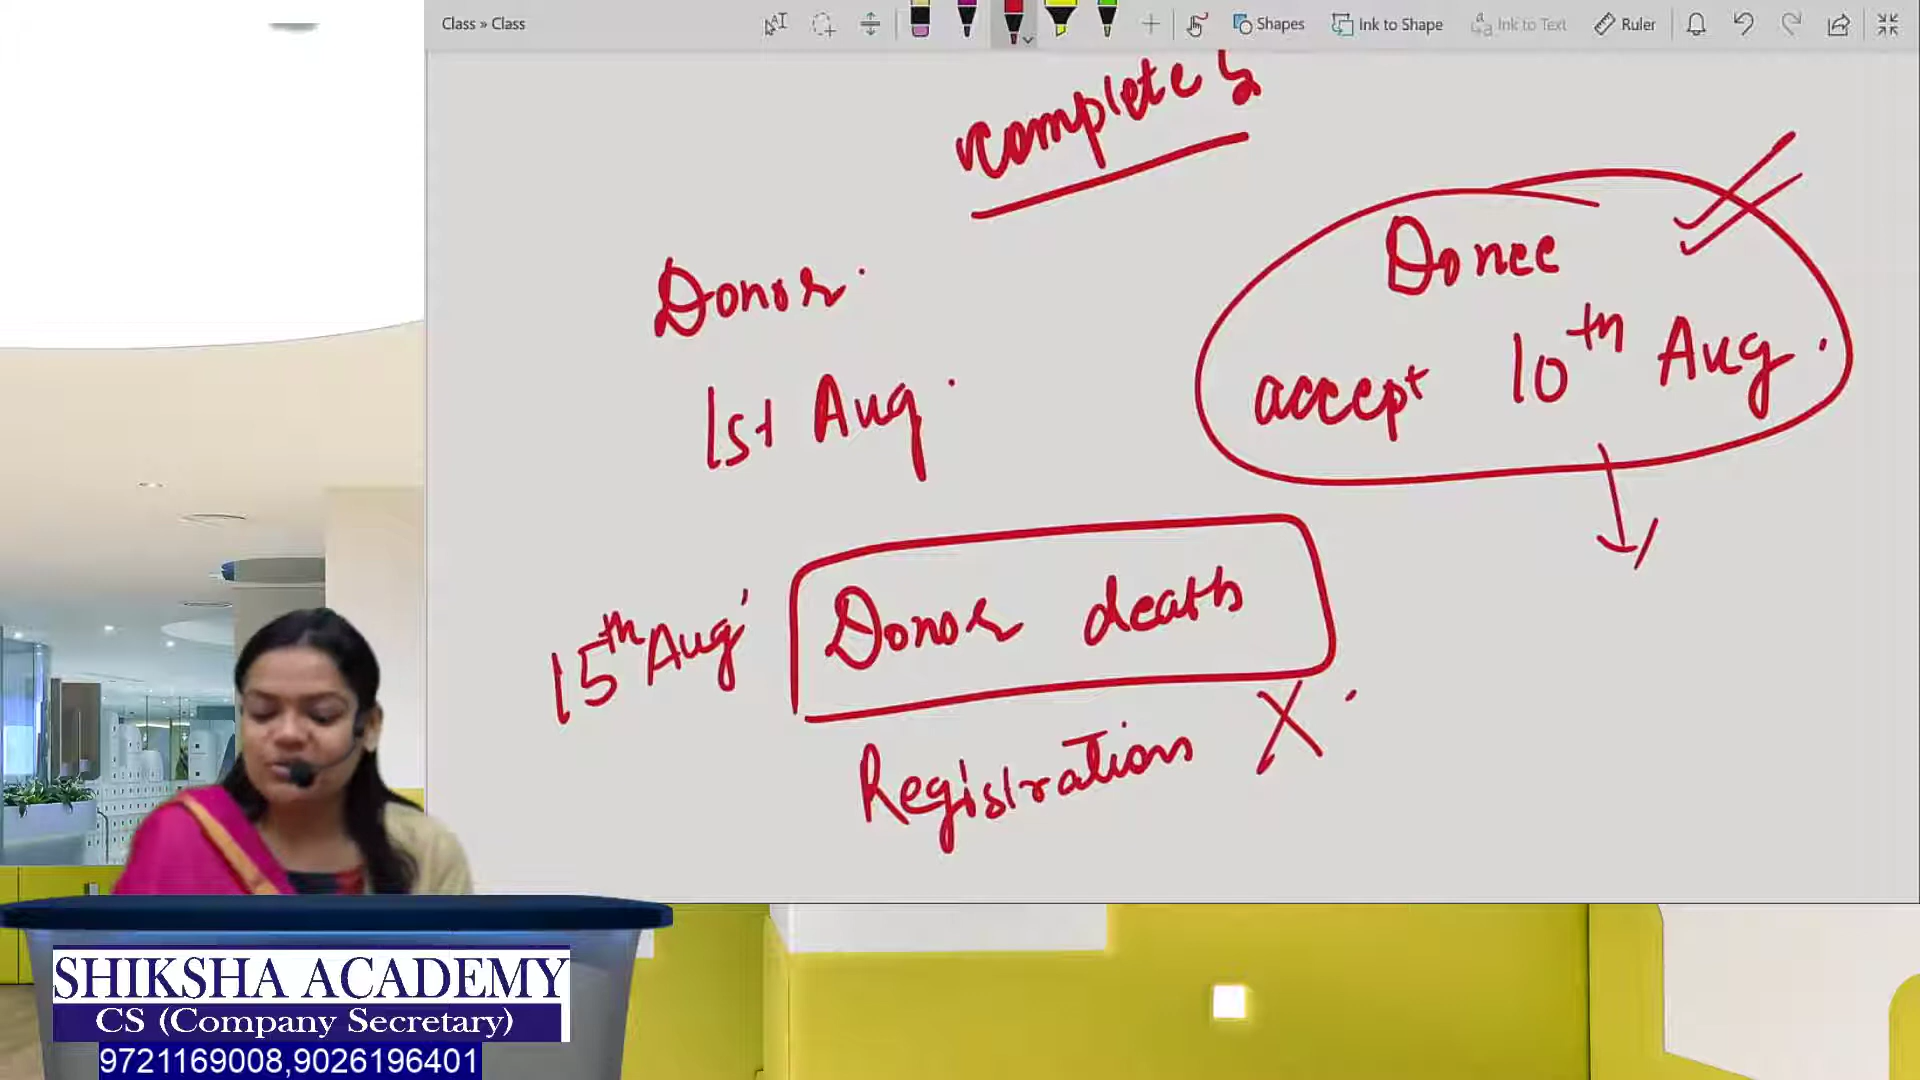 Class » Class
Shapes
Ink to Shape
Ink to Text
Ruler
complete
Donor
1st Aug
Donee
accept 10th Aug.
15th Aug
Donor death
Registration X
SHIKSHA ACADEMY
CS (Company Secretary)
9721169008,9026196401